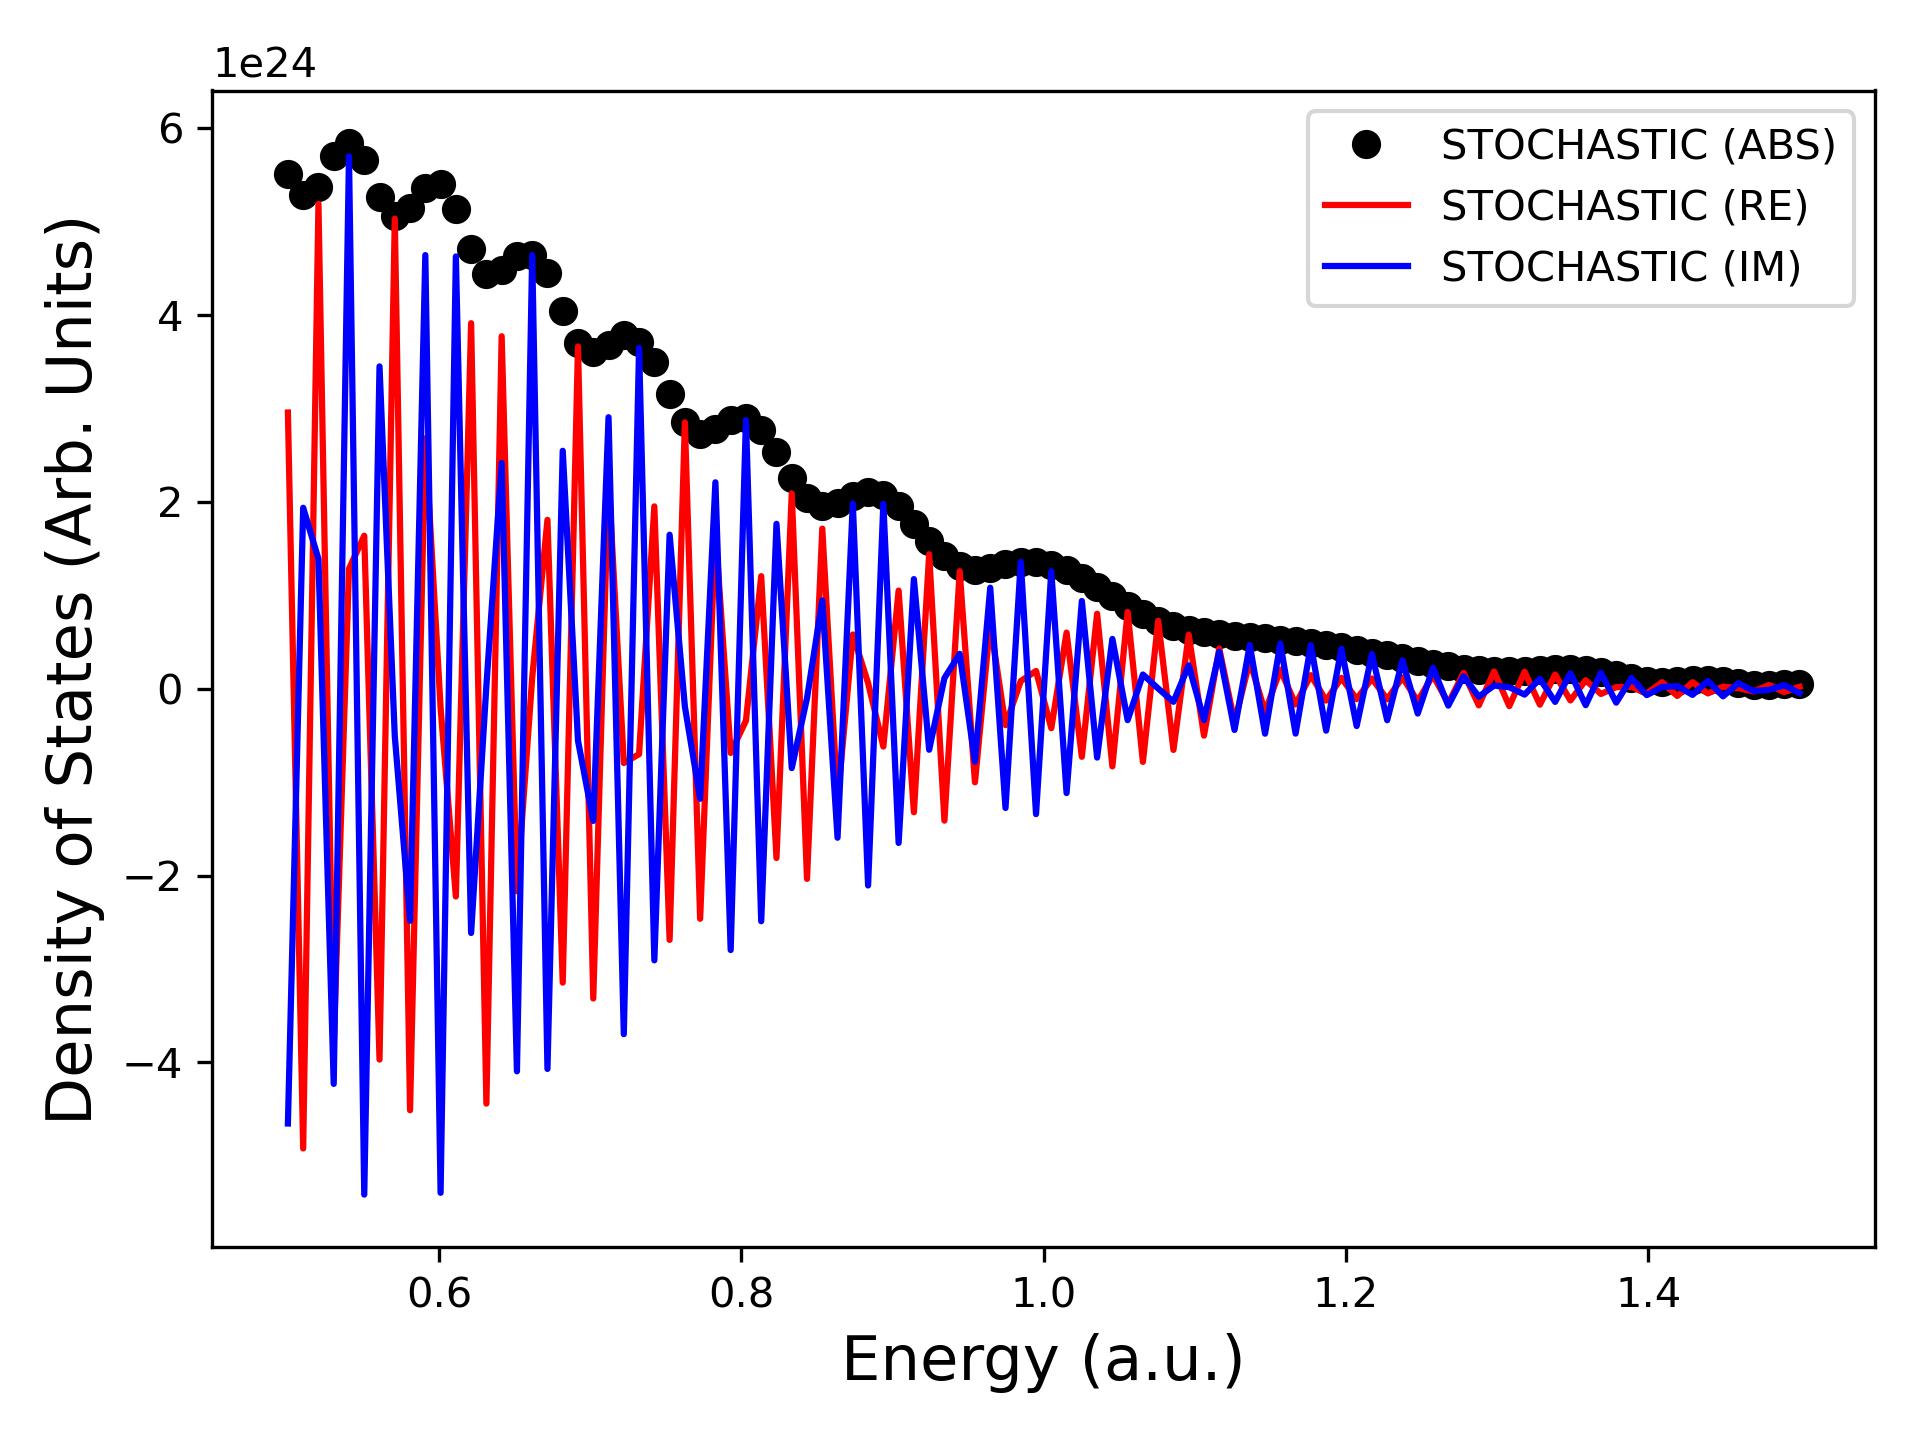 1e24
6
4
2
0
−2
−4
Density of States (Arb. Units)
STOCHASTIC (ABS)
STOCHASTIC (RE)
STOCHASTIC (IM)
0.6 0.8 1.0 1.2 1.4
Energy (a.u.)